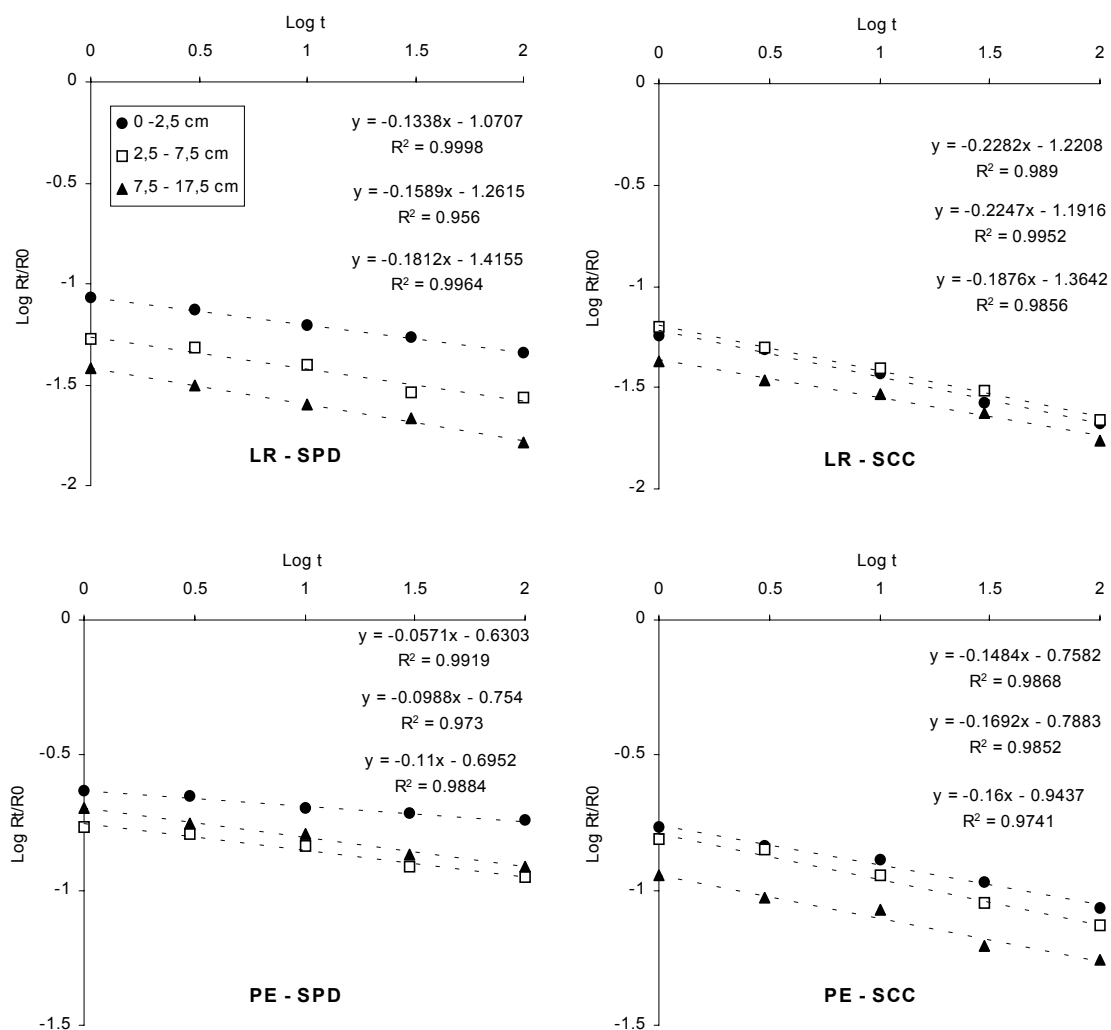 Log t
0 0.5 1 1.5 2
0
-0.5
-1
-1.5
-2
Log Rt/R0
0 -2,5 cm
2,5 - 7,5 cm
7,5 - 17,5 cm
y = -0.1338x - 1.0707
R² = 0.9998
y = -0.1589x - 1.2615
R² = 0.956
y = -0.1812x - 1.4155
R² = 0.9964
LR - SPD
Log t
0 0.5 1 1.5 2
0
-0.5
-1
-1.5
-2
Log Rt/R0
y = -0.2282x - 1.2208
R² = 0.989
y = -0.2247x - 1.1916
R² = 0.9952
y = -0.1876x - 1.3642
R² = 0.9856
LR - SCC
Log t
0 0.5 1 1.5 2
0
-0.5
-1
-1.5
Log Rt/R0
y = -0.0571x - 0.6303
R² = 0.9919
y = -0.0988x - 0.754
R² = 0.973
y = -0.11x - 0.6952
R² = 0.9884
PE - SPD
Log t
0 0.5 1 1.5 2
0
-0.5
-1
-1.5
Log Rt/R0
y = -0.1484x - 0.7582
R² = 0.9868
y = -0.1692x - 0.7883
R² = 0.9852
y = -0.16x - 0.9437
R² = 0.9741
PE - SCC